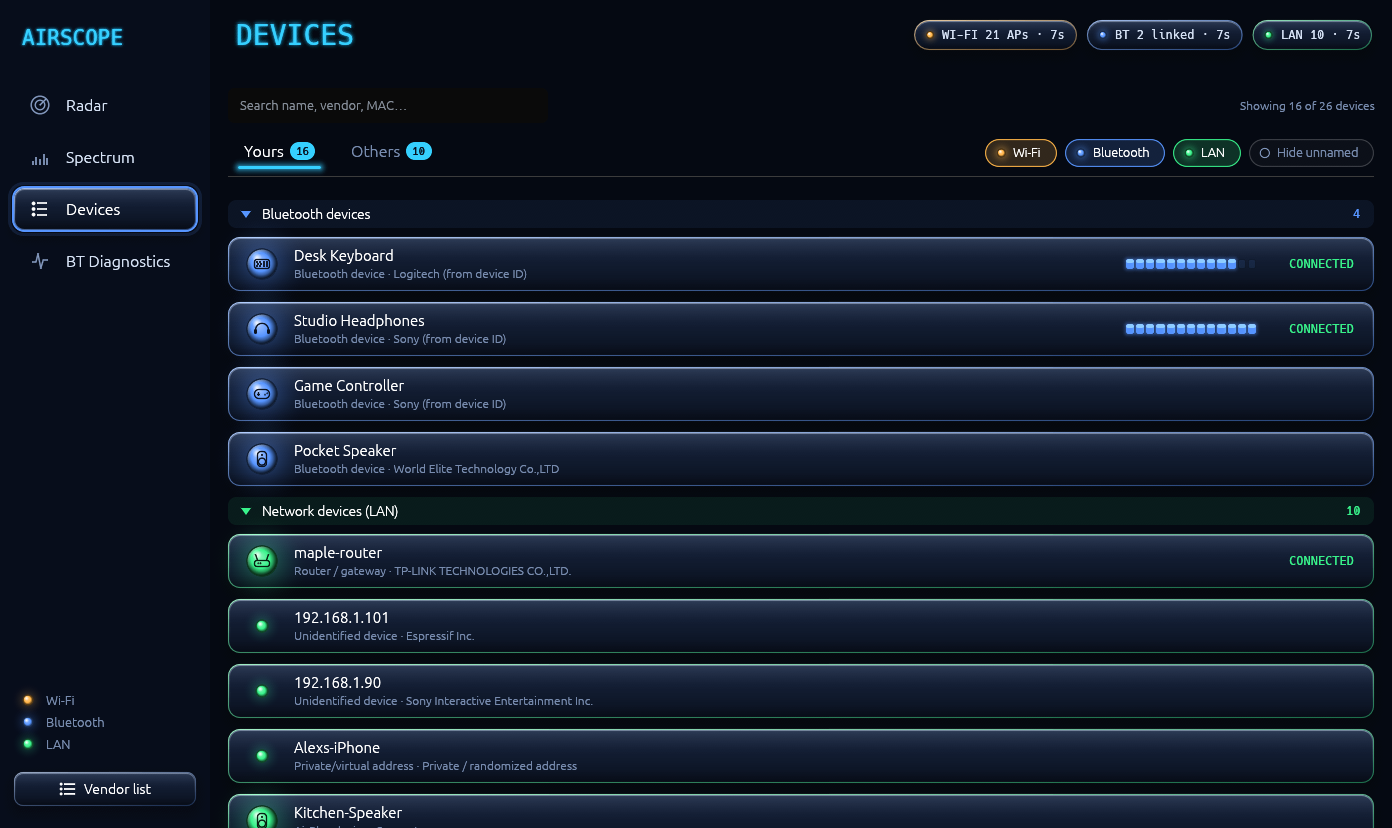 AIRSCOPE
Radar
Spectrum
Devices
BT Diagnostics
Wi-Fi
Bluetooth
LAN
Vendor list
DEVICES
WI-FI 21 APs · 7s
BT 2 linked · 7s
LAN 10 · 7s
Search name, vendor, MAC…
Showing 16 of 26 devices
Yours 16
Others 10
Wi-Fi
Bluetooth
LAN
Hide unnamed
Bluetooth devices 4
Desk Keyboard
Bluetooth device · Logitech (from device ID)
CONNECTED
Studio Headphones
Bluetooth device · Sony (from device ID)
CONNECTED
Game Controller
Bluetooth device · Sony (from device ID)
Pocket Speaker
Bluetooth device · World Elite Technology Co.,LTD
Network devices (LAN) 10
maple-router
Router / gateway · TP-LINK TECHNOLOGIES CO.,LTD.
CONNECTED
192.168.1.101
Unidentified device · Espressif Inc.
192.168.1.90
Unidentified device · Sony Interactive Entertainment Inc.
Alexs-iPhone
Private/virtual address · Private / randomized address
Kitchen-Speaker